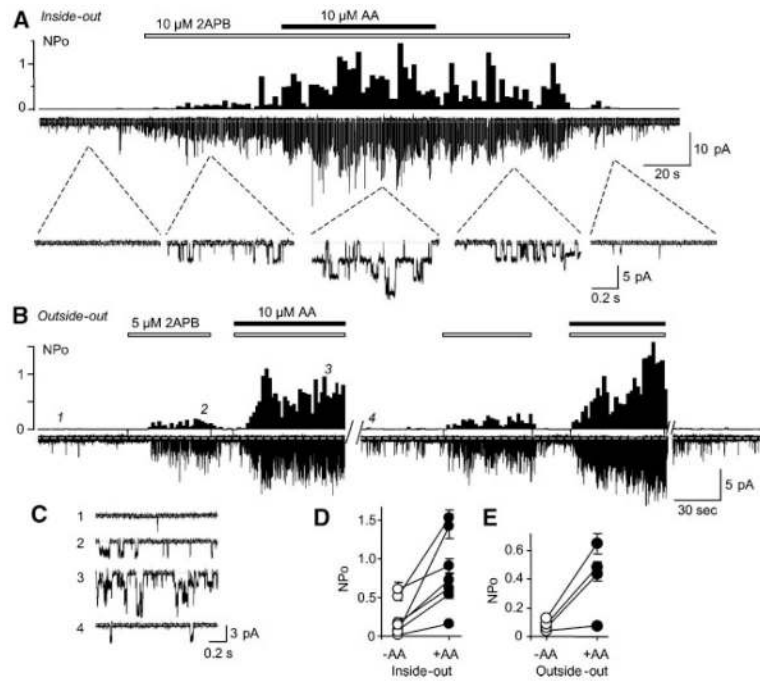 A
Inside-out
10 µM AA
10 µM 2APB
NPo
1
0
10 pA
20 s
5 pA
0.2 s
B
Outside-out
10 µM AA
5 µM 2APB
NPo
1
0
1
2
3
4
5 pA
30 sec
C
1
2
3
4
3 pA
0.2 s
D
NPo
1.5
1.0
0.5
0
-AA +AA
Inside-out
E
NPo
0.6
0.4
0.2
0
-AA +AA
Outside-out